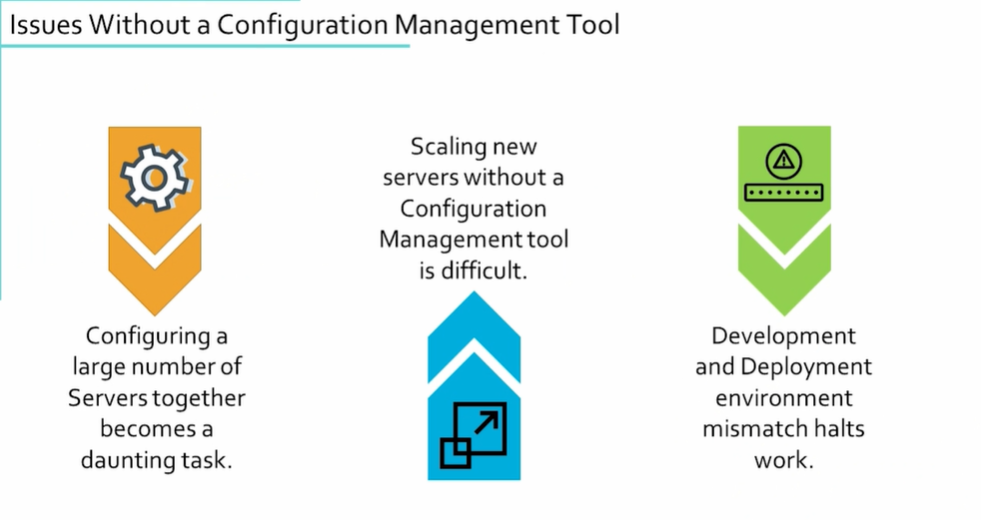 Issues Without a Configuration Management Tool
Configuring a
large number of
Servers together
becomes a
daunting task.
Scaling new
servers without a
Configuration
Management tool
is difficult.
Development
and Deployment
environment
mismatch halts
work.